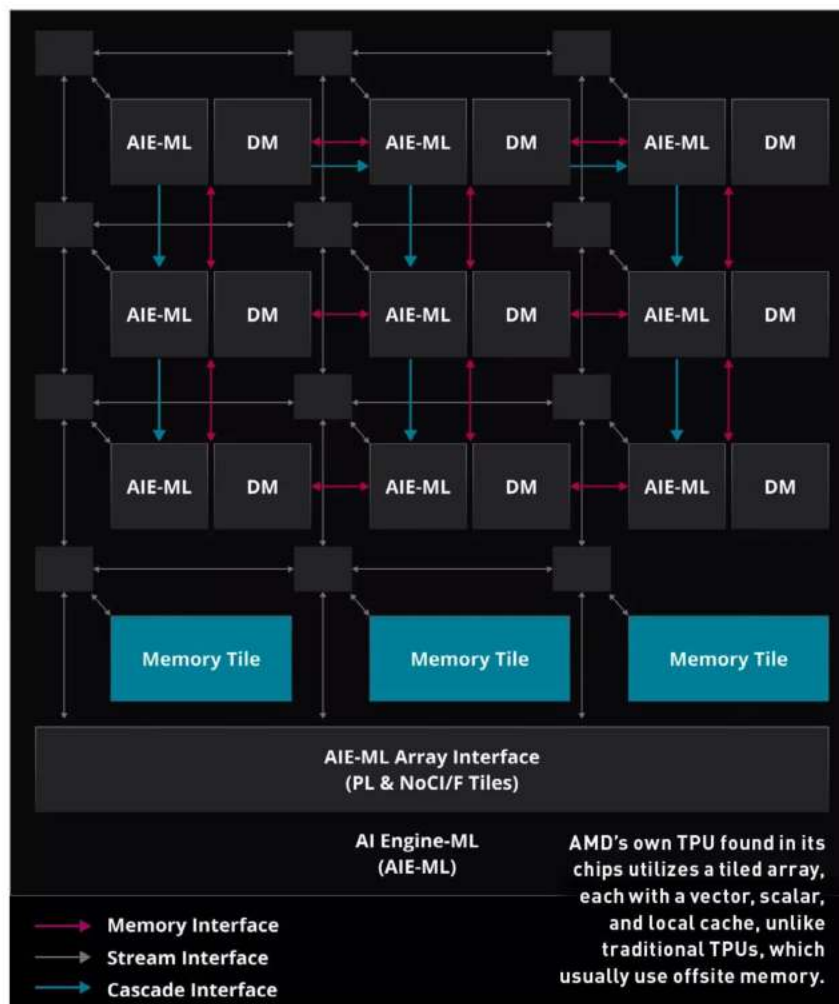 AIE-ML DM AIE-ML DM AIE-ML DM
AIE-ML DM AIE-ML DM AIE-ML DM
AIE-ML DM AIE-ML DM AIE-ML DM
Memory Tile Memory Tile Memory Tile
AIE-ML Array Interface
(PL & NoCI/F Tiles)
AI Engine-ML
(AIE-ML)
AMD’s own TPU found in its
chips utilizes a tiled array,
each with a vector, scalar,
and local cache, unlike
traditional TPUs, which
usually use offsite memory.
Memory Interface
Stream Interface
Cascade Interface